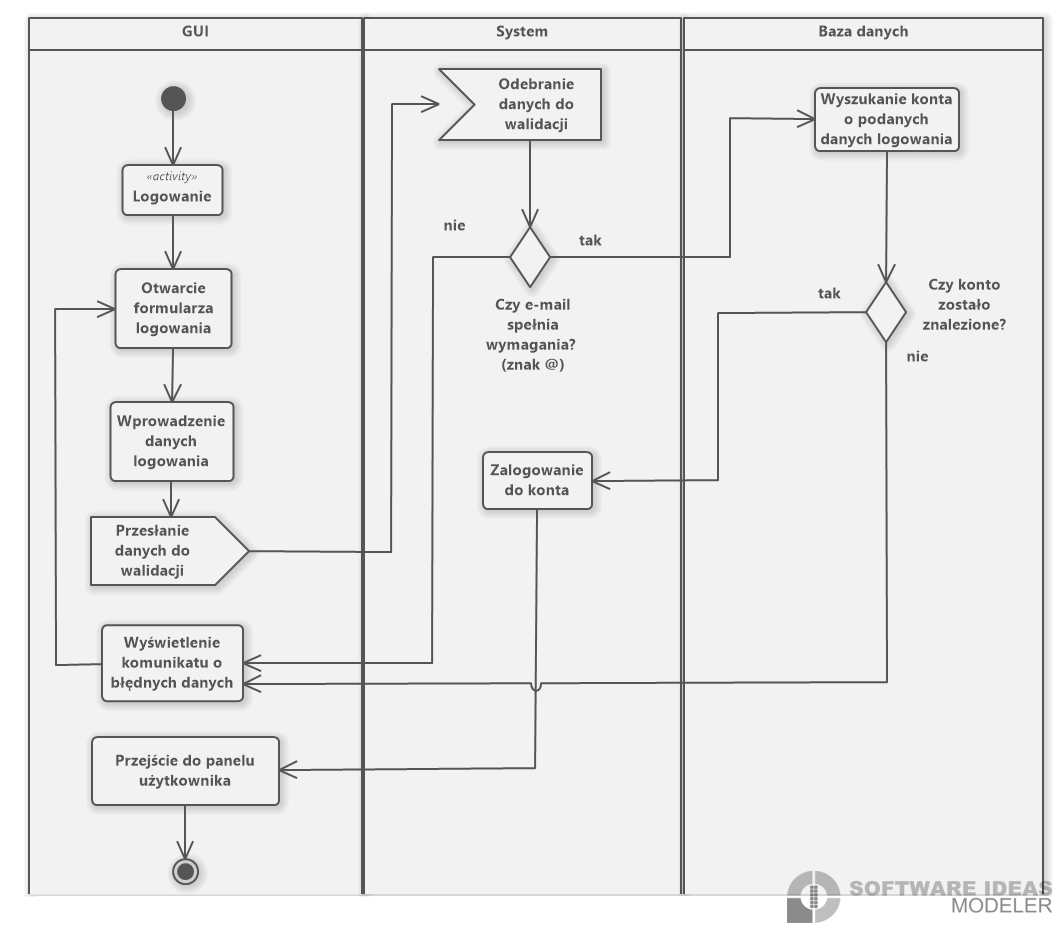 GUI
System
Baza danych
«activity»
Logowanie
Otwarcie
formularza
logowania
Wprowadzenie
danych
logowania
Przesłanie
danych do
walidacji
Wyświetlenie
komunikatu o
błędnych danych
Przejście do panelu
użytkownika
Odebranie
danych do
walidacji
nie
tak
Czy e-mail
spełnia
wymagania?
(znak @)
Zalogowanie
do konta
Wyszukanie konta
o podanych
danych logowania
tak
Czy konto
zostało
znalezione?
nie
SOFTWARE IDEAS
MODELER